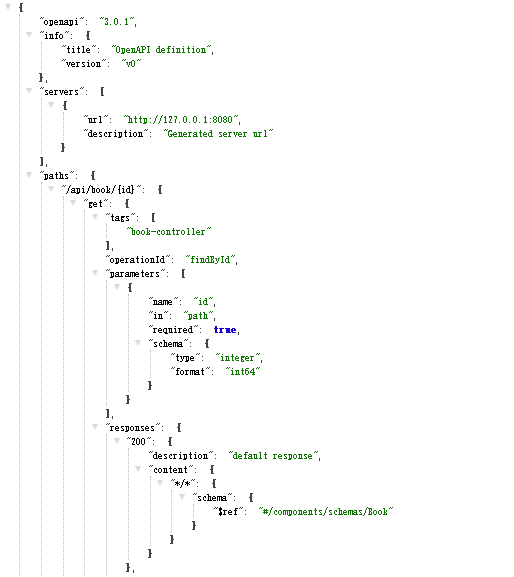 {
"openapi": "3.0.1",
"info": {
"title": "OpenAPI definition",
"version": "v0"
},
"servers": [
{
"url": "http://127.0.0.1:8080",
"description": "Generated server url"
}
],
"paths": {
"/api/book/{id}": {
"get": {
"tags": [
"book-controller"
],
"operationId": "findById",
"parameters": [
{
"name": "id",
"in": "path",
"required": true,
"schema": {
"type": "integer",
"format": "int64"
}
}
],
"responses": {
"200": {
"description": "default response",
"content": {
"*/*": {
"schema": {
"$ref": "#/components/schemas/Book"
}
}
}
},